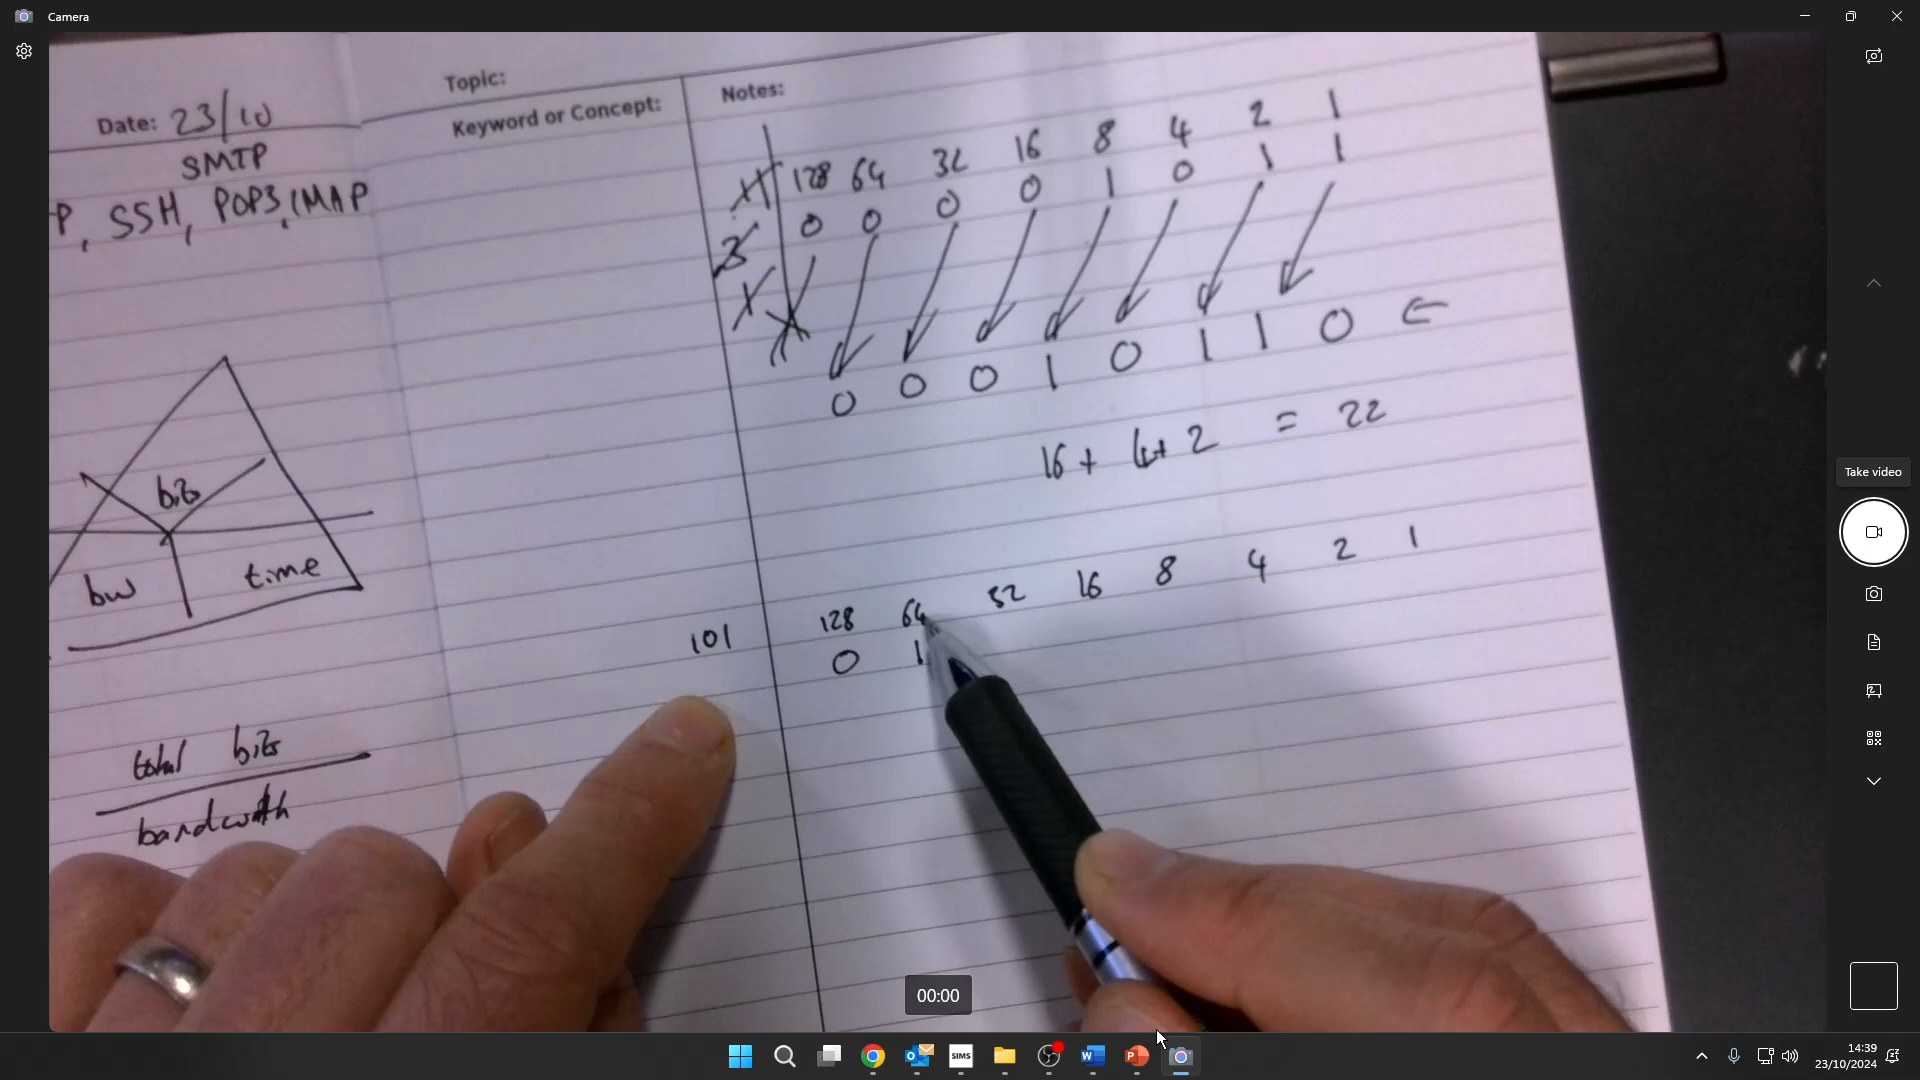 Camera
Date: 23/10
Topic:
Keyword or Concept:
Notes:
SMTP
P, SSH, POP3, IMAP
128 64 32 16 8 4 2 1
0 0 0 0 1 0 1 1
0 0 0 1 0 1 1 0 ←
16 + 4 + 2 = 22
bits
bw time
128 64 32 16 8 4 2 1
101
0 1
total bits
bandwidth
Take video
00:00
SIMS
14:39
23/10/2024